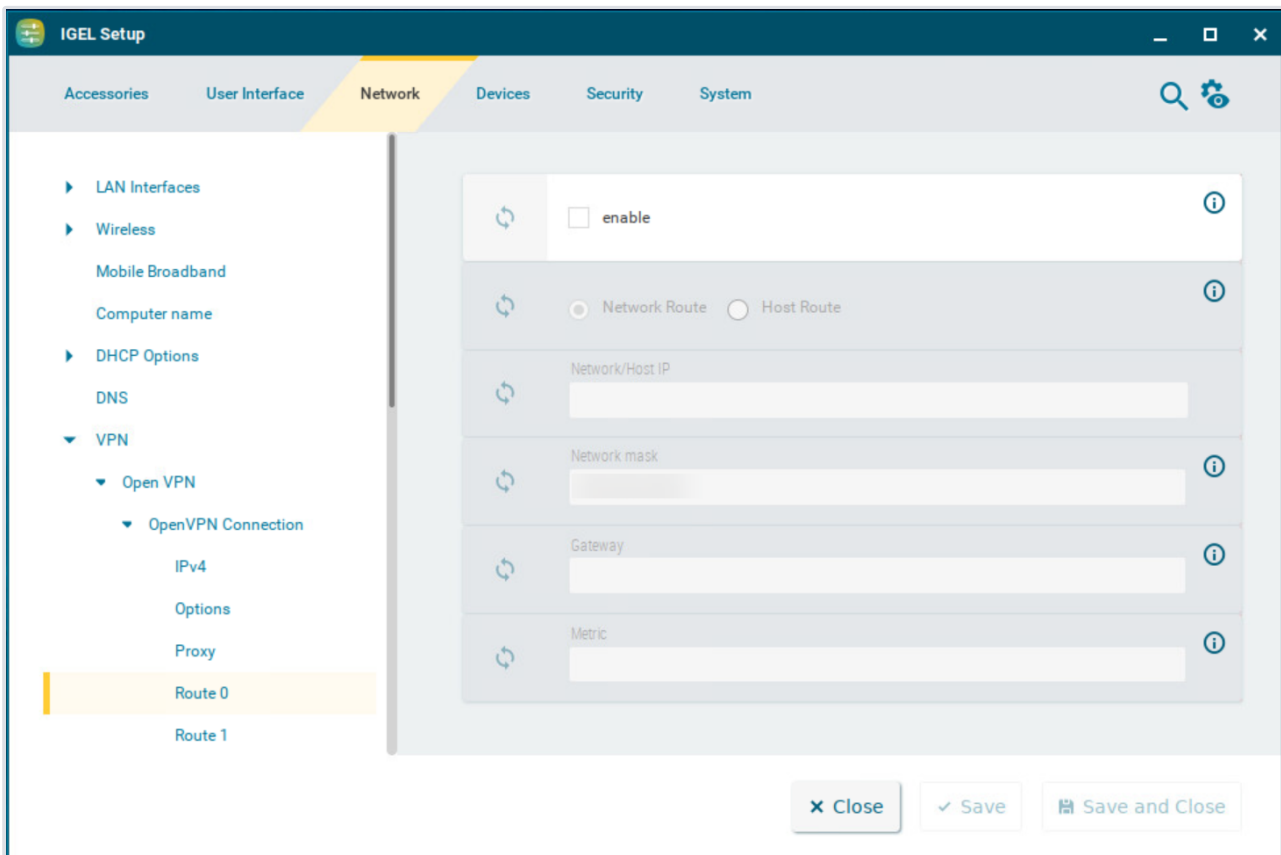 IGEL Setup
Accessories
User Interface
Network
Devices
Security
System
LAN Interfaces
Wireless
Mobile Broadband
Computer name
DHCP Options
DNS
VPN
Open VPN
OpenVPN Connection
IPv4
Options
Proxy
Route 0
Route 1
enable
Network Route
Host Route
Network/Host IP
Network mask
Gateway
Metric
Close
Save
Save and Close